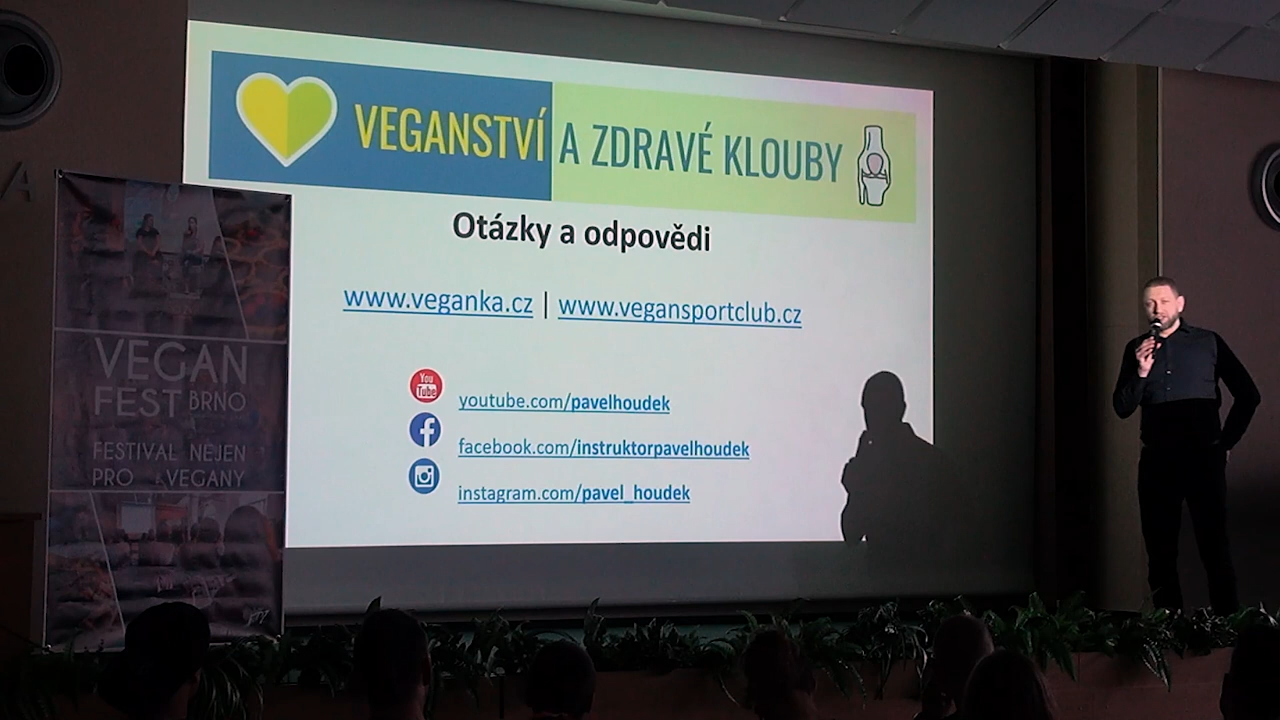 VEGANSTVÍ A ZDRAVÉ KLOUBY
Otázky a odpovědi
www.veganka.cz | www.vegansportclub.cz
You
Tube
youtube.com/pavelhoudek
facebook.com/instruktorpavelhoudek
instagram.com/pavel_houdek
VEGAN
FEST BRNO
FESTIVAL NEJEN
PRO VEGANY
A